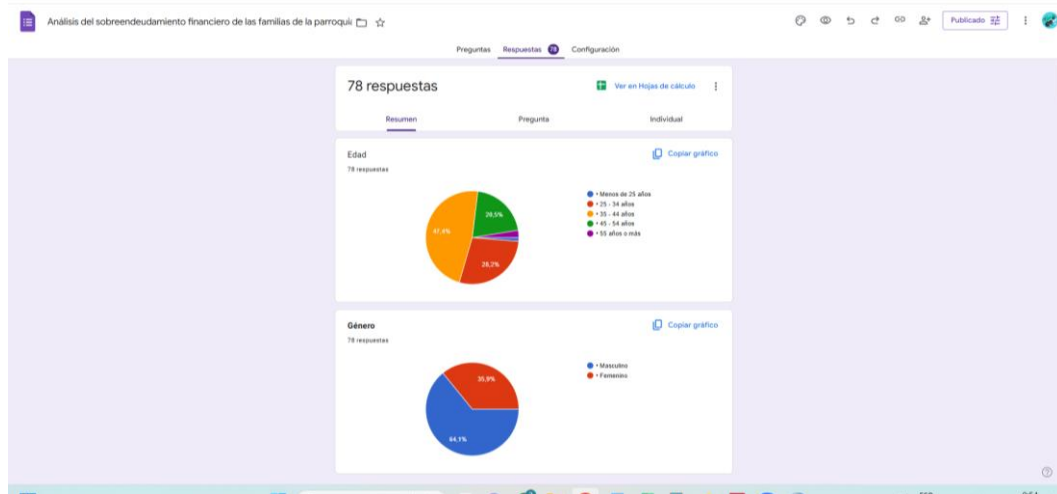 Análisis del sobreendeudamiento financiero de las familias de la parroquia
Publicado
Preguntas Respuestas 78 Configuración
78 respuestas
Ver en Hojas de cálculo
Resumen Pregunta Individual
Edad
Copiar gráfico
78 respuestas
• Menos de 25 años
• 25 - 34 años
• 35 - 44 años
• 45 - 54 años
• 55 años o más
20,5%
47,4%
28,2%
Género
Copiar gráfico
78 respuestas
• Masculino
• Femenino
35,9%
64,1%